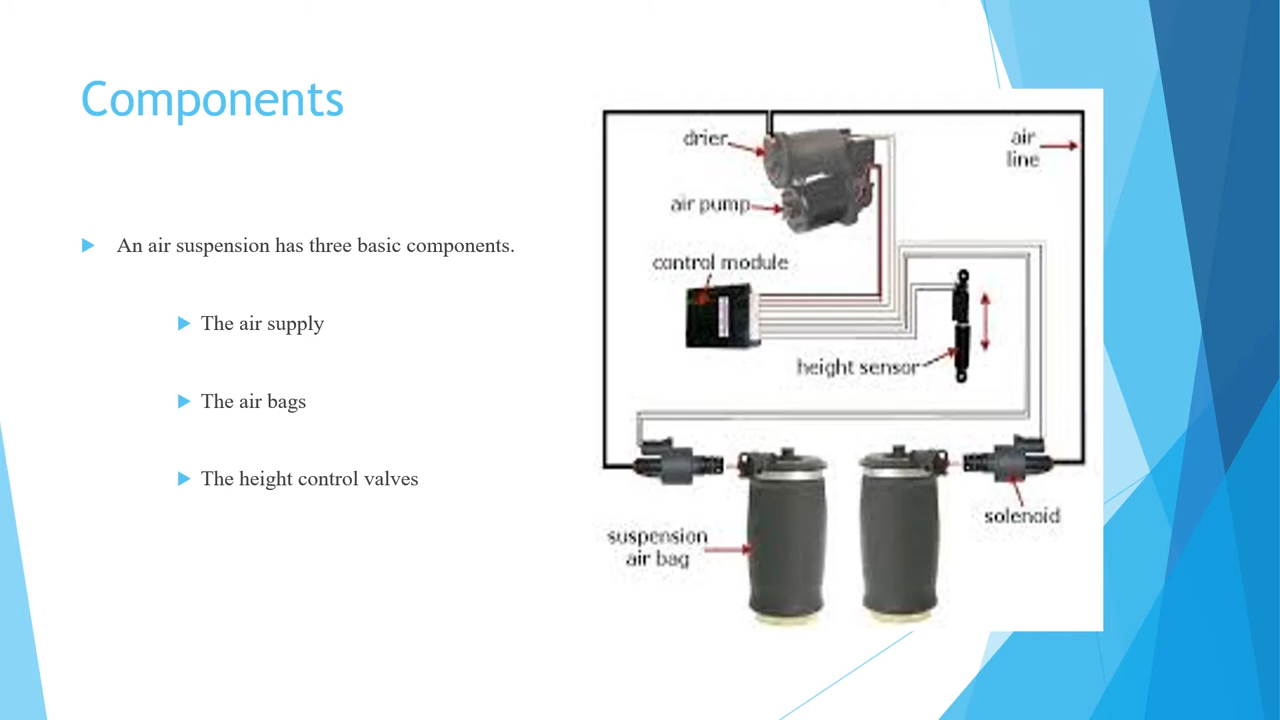 Components
An air suspension has three basic components.
The air supply
The air bags
The height control valves
drier
air
line
air pump
control module
height sensor
solenoid
suspension
air bag